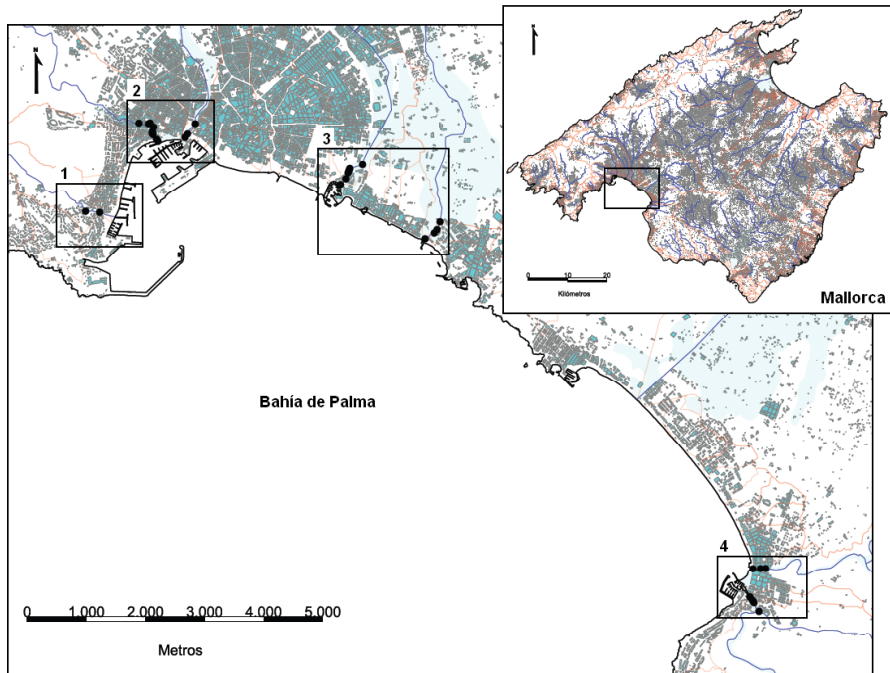 N
N
2
3
1
0 10 20
Kilómetros
Mallorca
Bahía de Palma
4
0 1.000 2.000 3.000 4.000 5.000
Metros